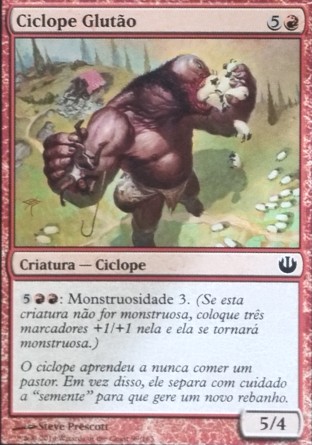 Ciclope Glutão 5
Criatura — Ciclope
5: Monstruosidade 3. (Se esta
criatura não for monstruosa, coloque três
marcadores +1/+1 nela e ela se tornará
monstruosa.)
O ciclope aprendeu a nunca comer um
pastor. Em vez disso, ele separa com cuidado
a “semente” para que gere um novo rebanho.
Steve Prescott
5/4